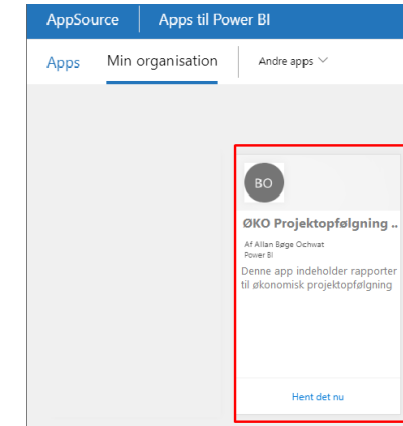 AppSource Apps til Power BI
Apps Min organisation Andre apps
BO
ØKO Projektopfølgning ..
Af Allan Bøge Ochwat
Power BI
Denne app indeholder rapporter
til økonomisk projektopfølgning
Hent det nu